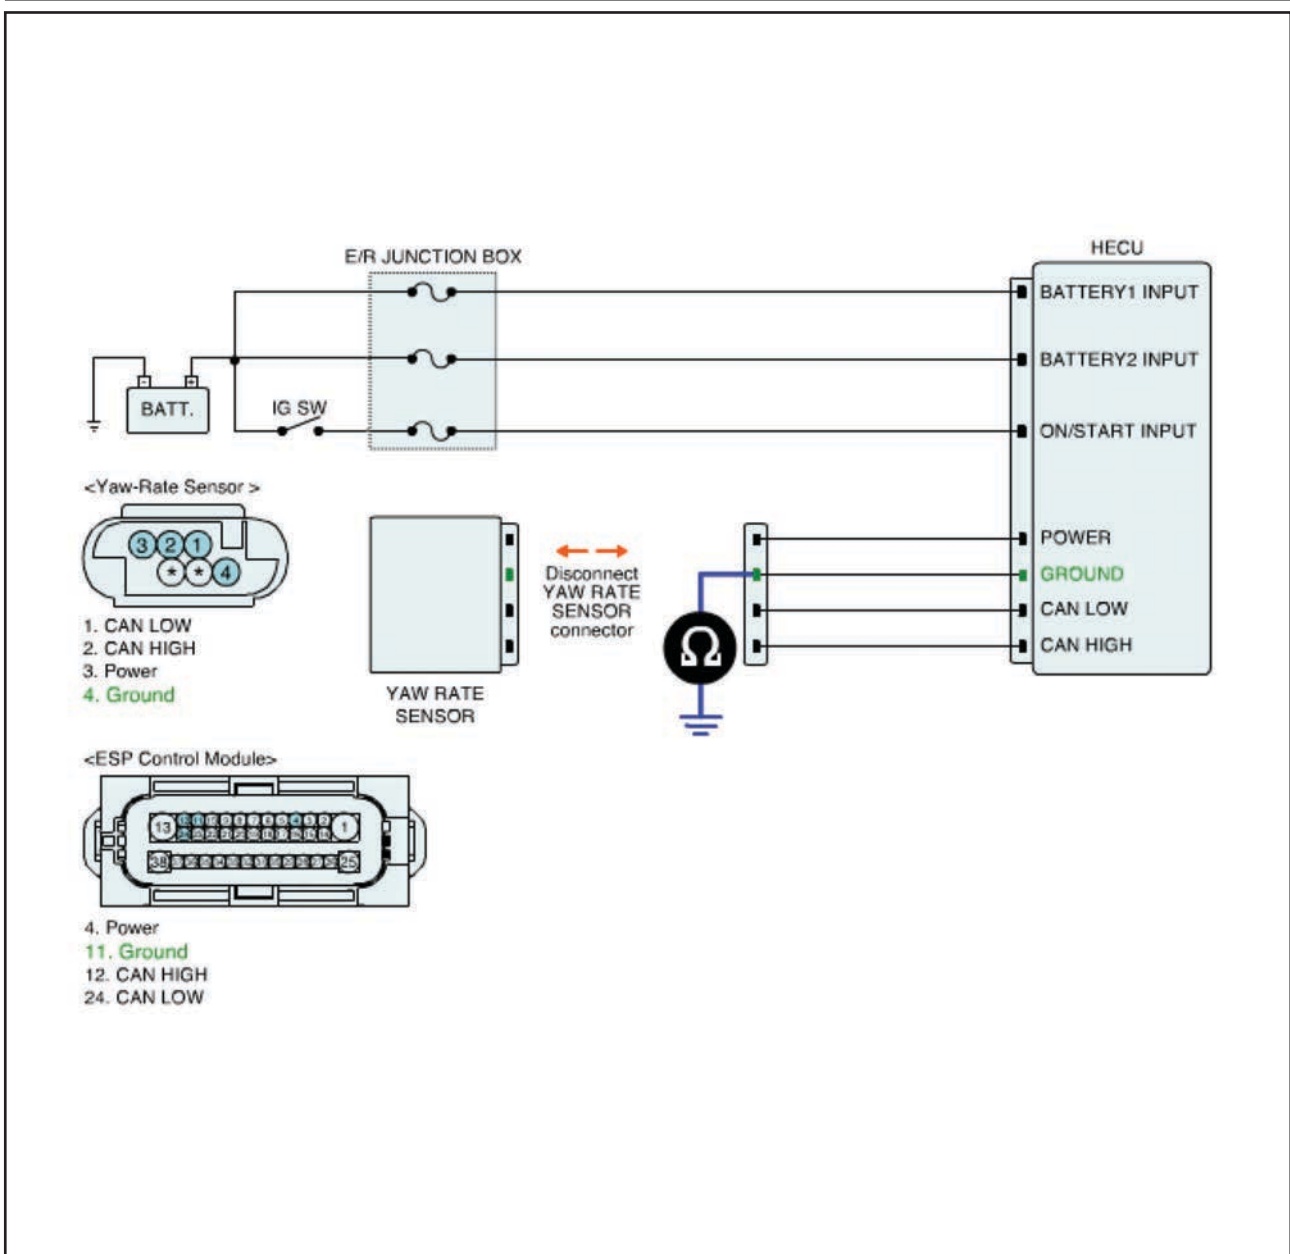 E/R JUNCTION BOX
HECU
BATTERY1 INPUT
BATTERY2 INPUT
- +
BATT.
IG SW
ON/START INPUT
<Yaw-Rate Sensor >
3 2 1
* * 4
1. CAN LOW
2. CAN HIGH
3. Power
4. Ground
Disconnect
YAW RATE
SENSOR
connector
YAW RATE
SENSOR
Ω
POWER
GROUND
CAN LOW
CAN HIGH
<ESP Control Module>
13 1
38 25
4. Power
11. Ground
12. CAN HIGH
24. CAN LOW